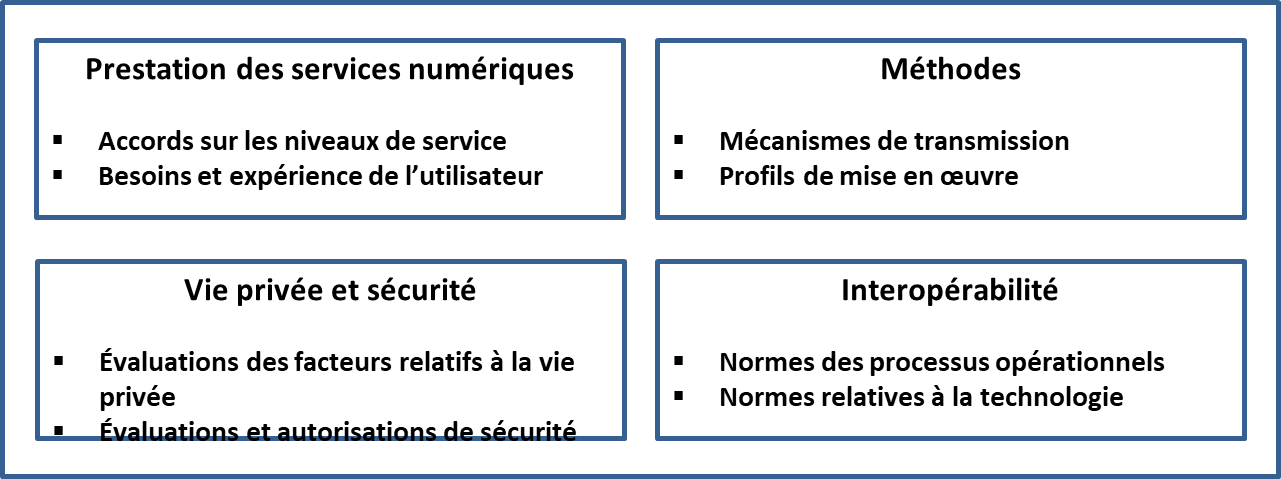 Prestation des services numériques
▪ Accords sur les niveaux de service
▪ Besoins et expérience de l’utilisateur
Méthodes
▪ Mécanismes de transmission
▪ Profils de mise en œuvre
Vie privée et sécurité
▪ Évaluations des facteurs relatifs à la vie
privée
▪ Évaluations et autorisations de sécurité
Interopérabilité
▪ Normes des processus opérationnels
▪ Normes relatives à la technologie